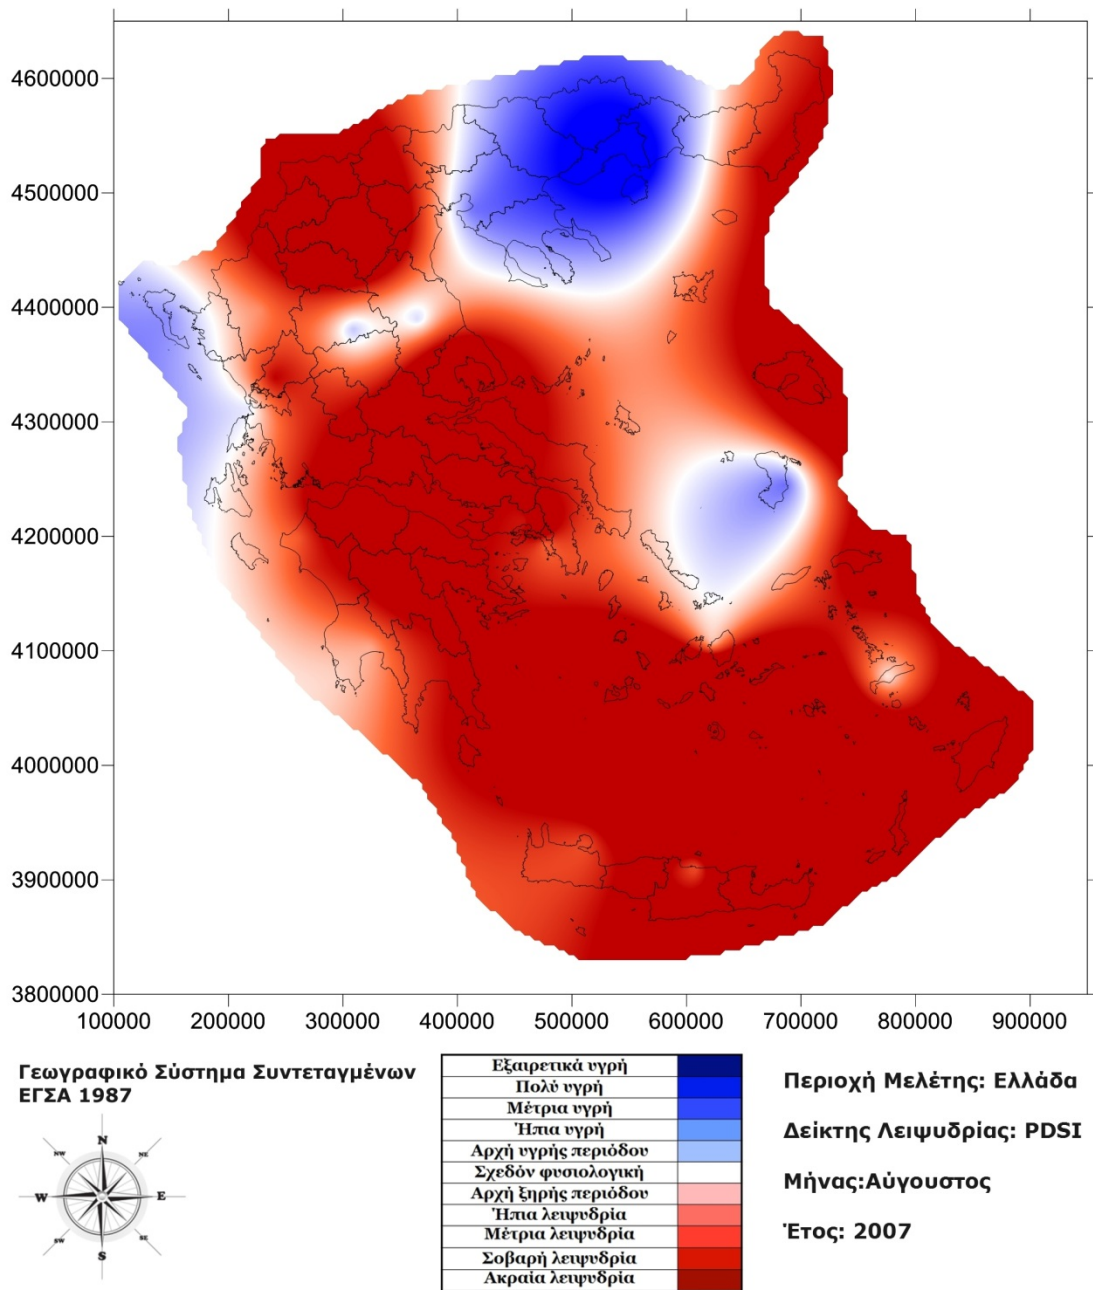 4600000
4500000
4400000
4300000
4200000
4100000
4000000
3900000
3800000
100000 200000 300000 400000 500000 600000 700000 800000 900000
Γεωγραφικό Σύστημα Συντεταγμένων
ΕΓΣΑ 1987
N
NW NE
W E
SW SE
S
Εξαιρετικά υγρή
Πολύ υγρή
Μέτρια υγρή
Ήπια υγρή
Αρχή υγρής περιόδου
Σχεδόν φυσιολογική
Αρχή ξηρής περιόδου
Ήπια λειψυδρία
Μέτρια λειψυδρία
Σοβαρή λειψυδρία
Ακραία λειψυδρία
Περιοχή Μελέτης: Ελλάδα
Δείκτης Λειψυδρίας: PDSI
Μήνας:Αύγουστος
Έτος: 2007